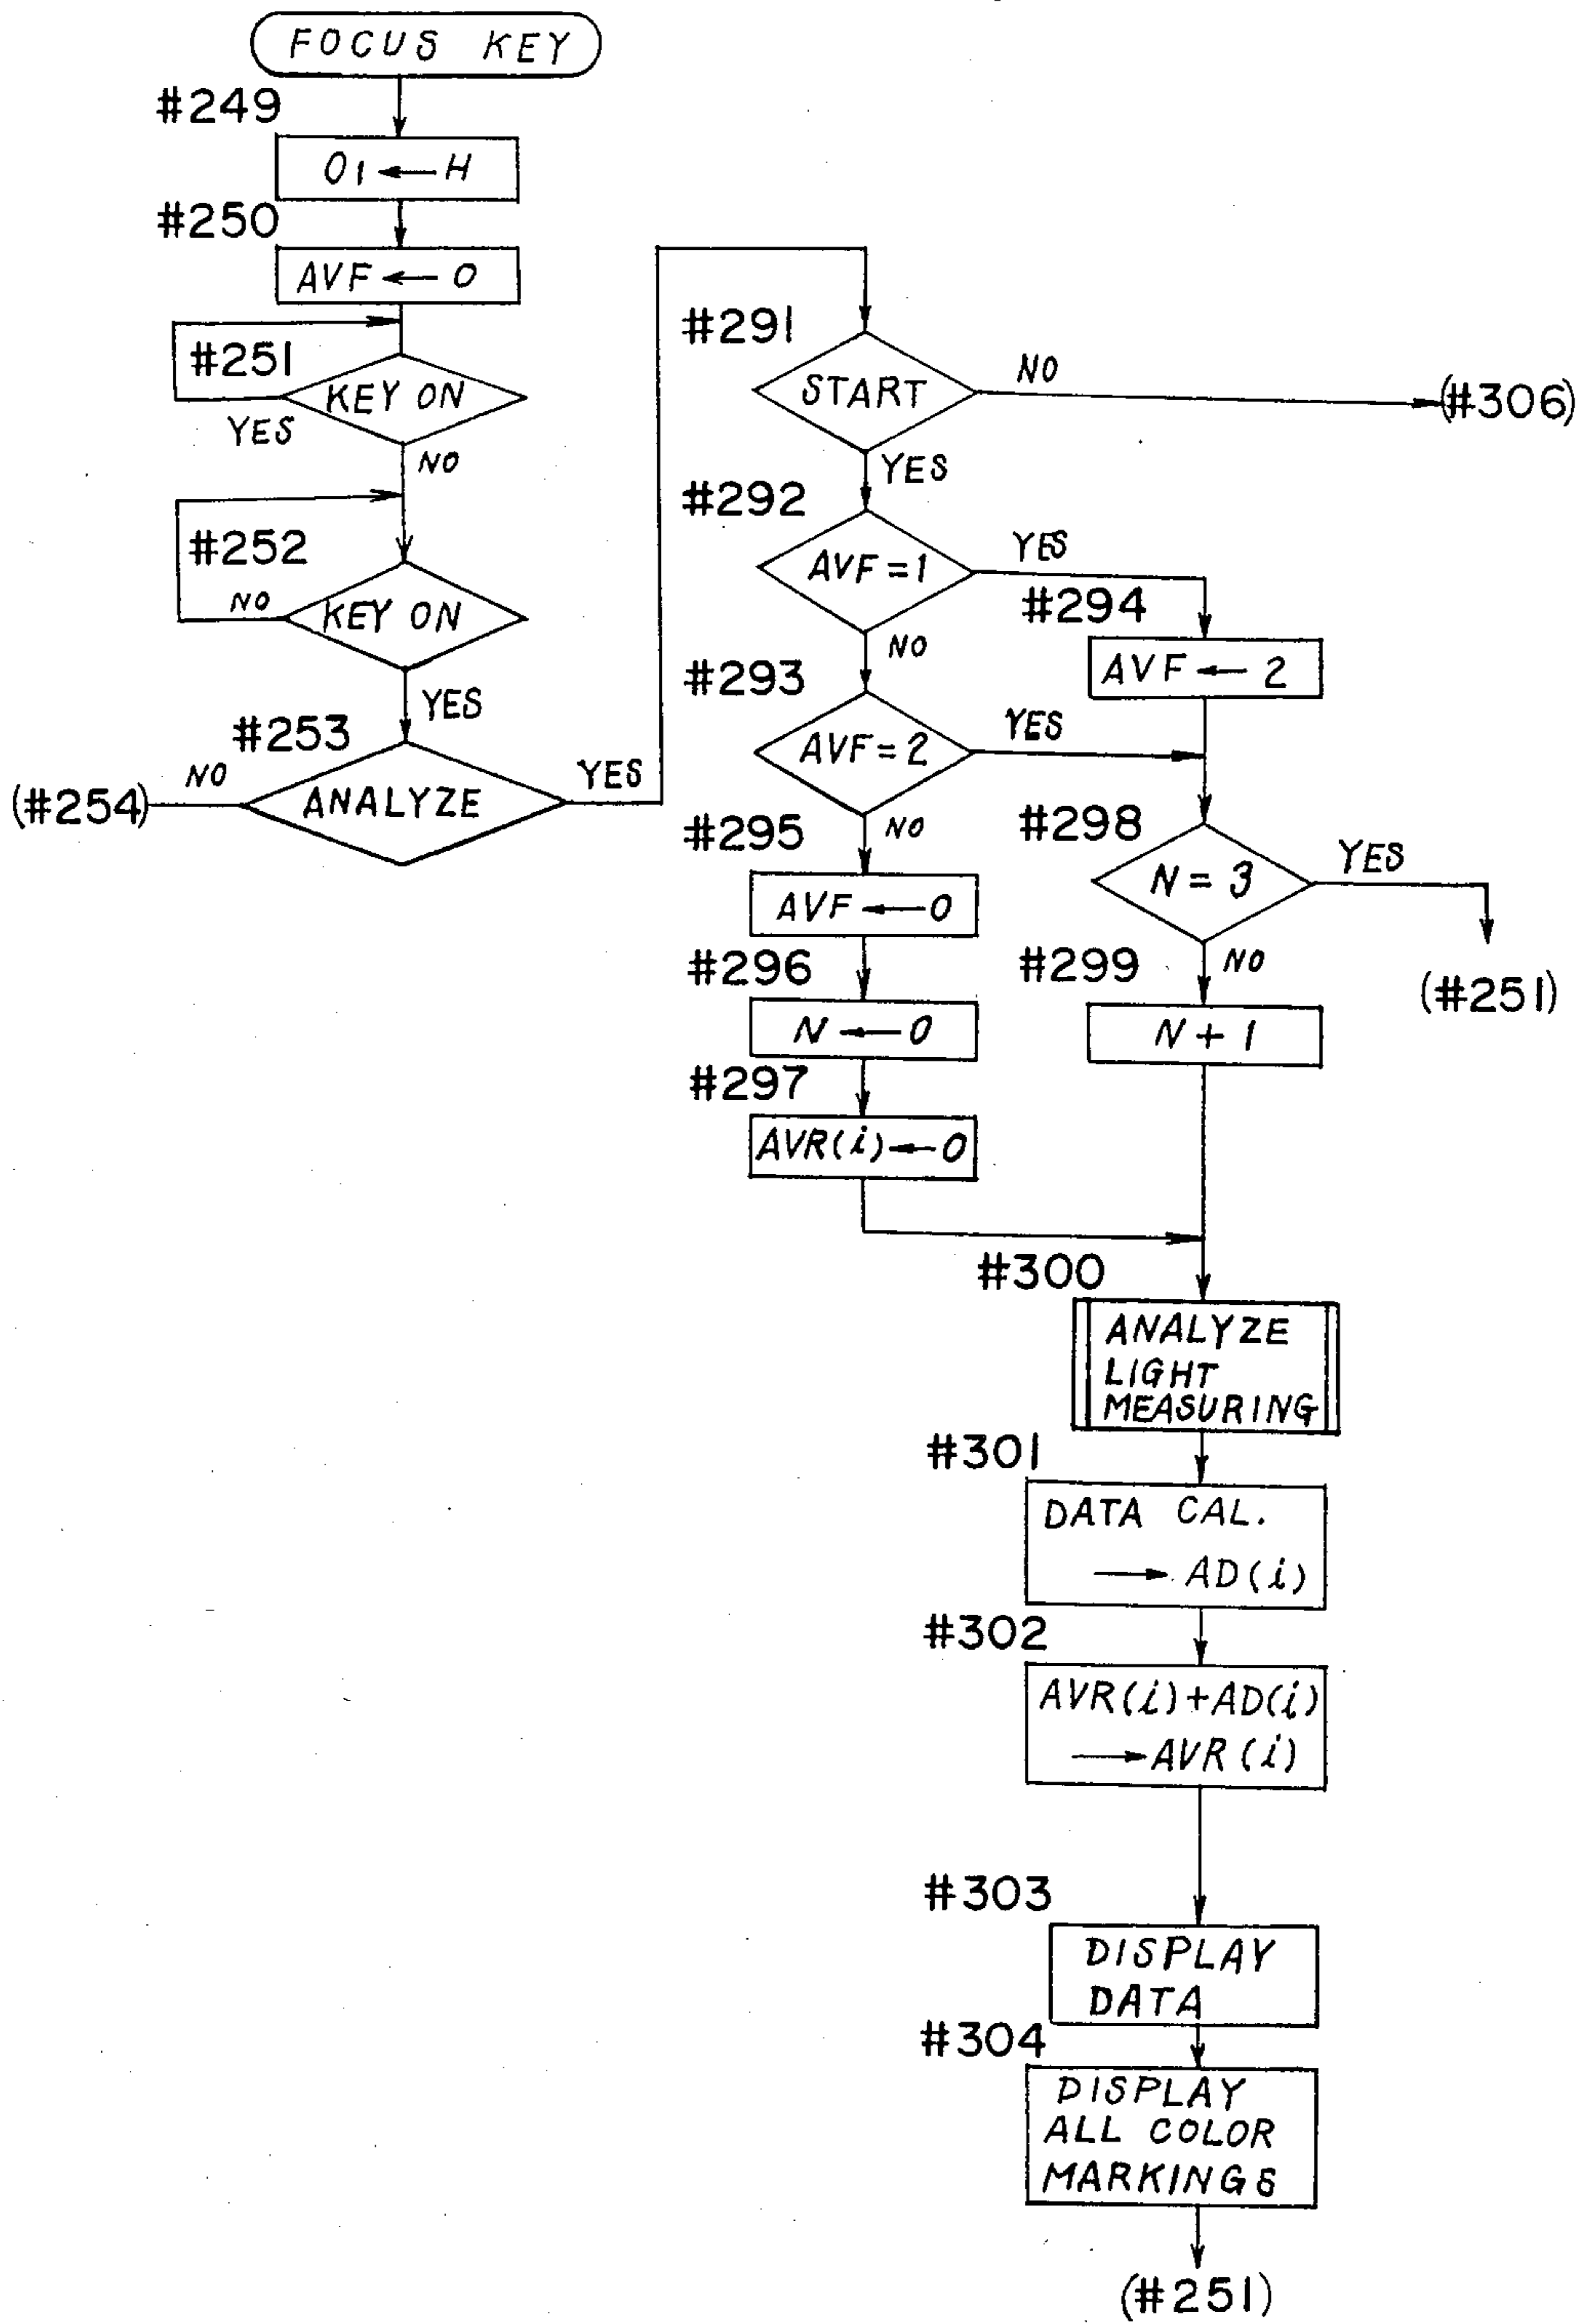 FOCUS KEY
#249
O1 ← H
#250
AVF ← 0
#251
KEY ON
YES
NO
#252
KEY ON
NO
YES
#253
ANALYZE
NO
(#254)
YES
#291
START
NO
(#306)
YES
#292
AVF = 1
YES
NO
#294
AVF ← 2
#293
AVF = 2
YES
NO
#295
AVF ← 0
#296
N ← 0
#297
AVR(i) ← 0
#298
N = 3
YES
(#251)
NO
#299
N + 1
#300
ANALYZE
LIGHT
MEASURING
#301
DATA CAL.
→ AD(i)
#302
AVR(i)+AD(i)
→ AVR(i)
#303
DISPLAY
DATA
#304
DISPLAY
ALL COLOR
MARKINGS
(#251)